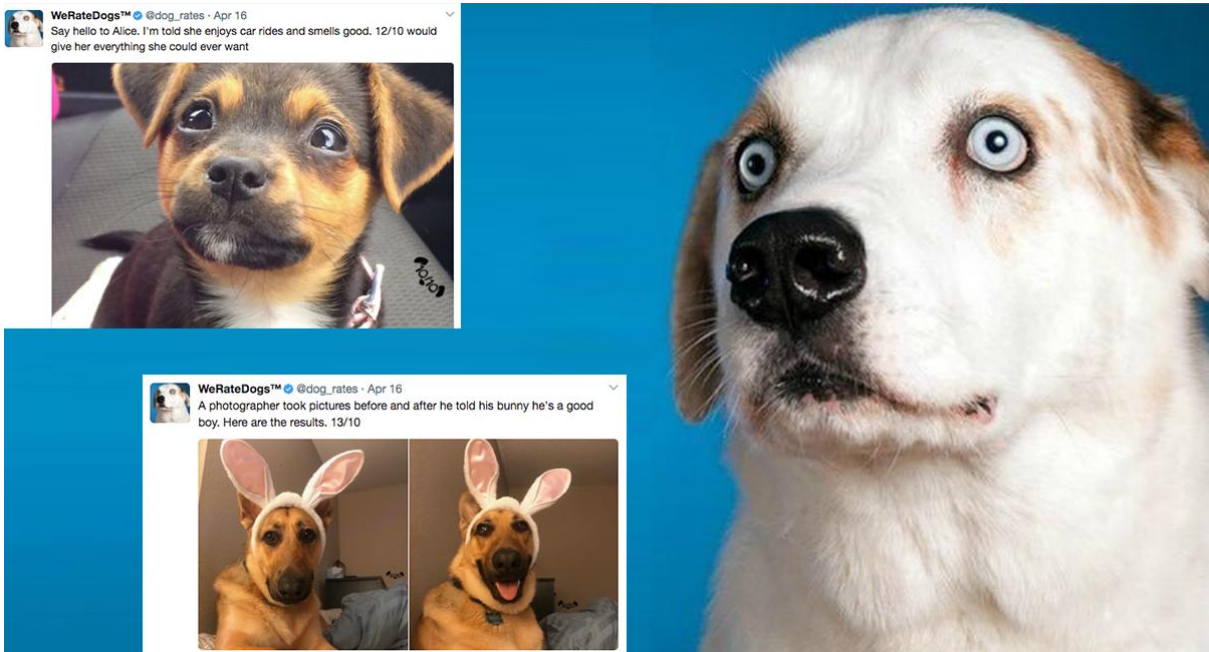 WeRateDogs™ @dog_rates · Apr 16
Say hello to Alice. I'm told she enjoys car rides and smells good. 12/10 would
give her everything she could ever want
10/10
WeRateDogs™ @dog_rates · Apr 16
A photographer took pictures before and after he told his bunny he's a good
boy. Here are the results. 13/10